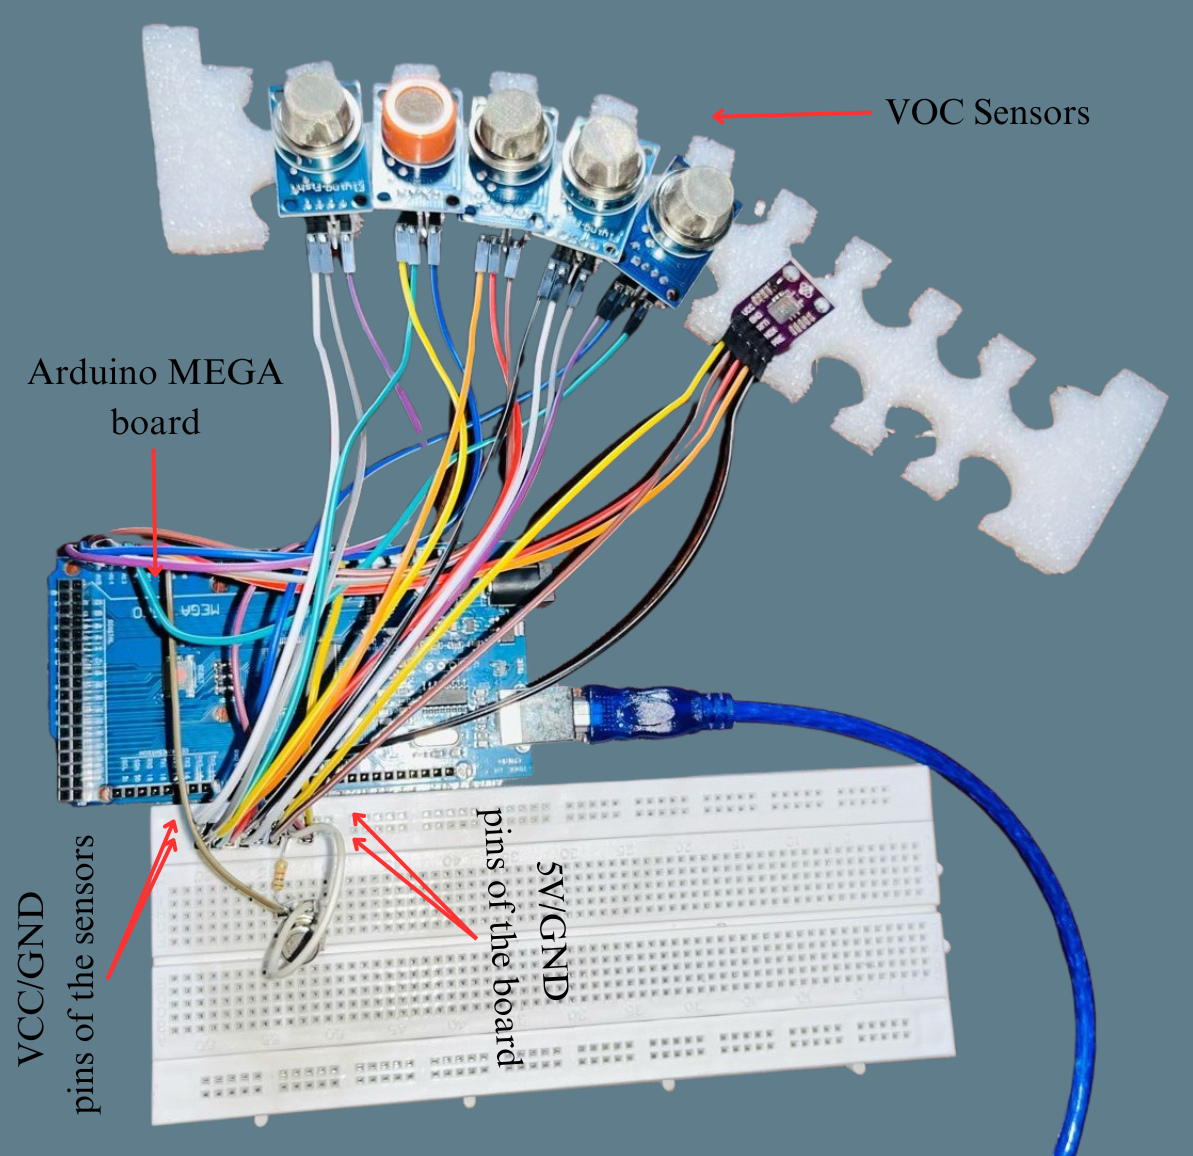 VOC Sensors
Arduino MEGA
board
VCC/GND
pins of the sensors
5V/GND
pins of the board
MEGA